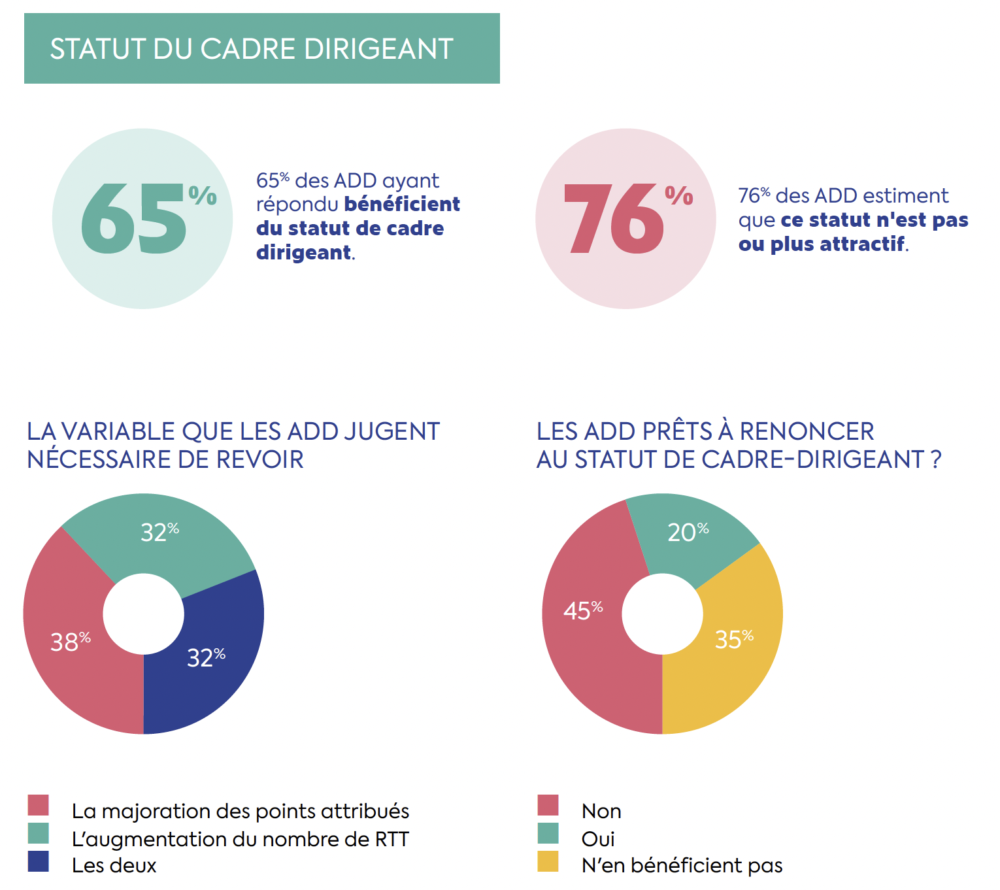 STATUT DU CADRE DIRIGEANT
65%
65% des ADD ayant
répondu bénéficient
du statut de cadre
dirigeant.
76%
76% des ADD estiment
que ce statut n'est pas
ou plus attractif.
LA VARIABLE QUE LES ADD JUGENT
NÉCESSAIRE DE REVOIR
32%
38%
32%
La majoration des points attribués
L’augmentation du nombre de RTT
Les deux
LES ADD PRÊTS À RENONCER
AU STATUT DE CADRE-DIRIGEANT ?
20%
45%
35%
Non
Oui
N’en bénéficient pas